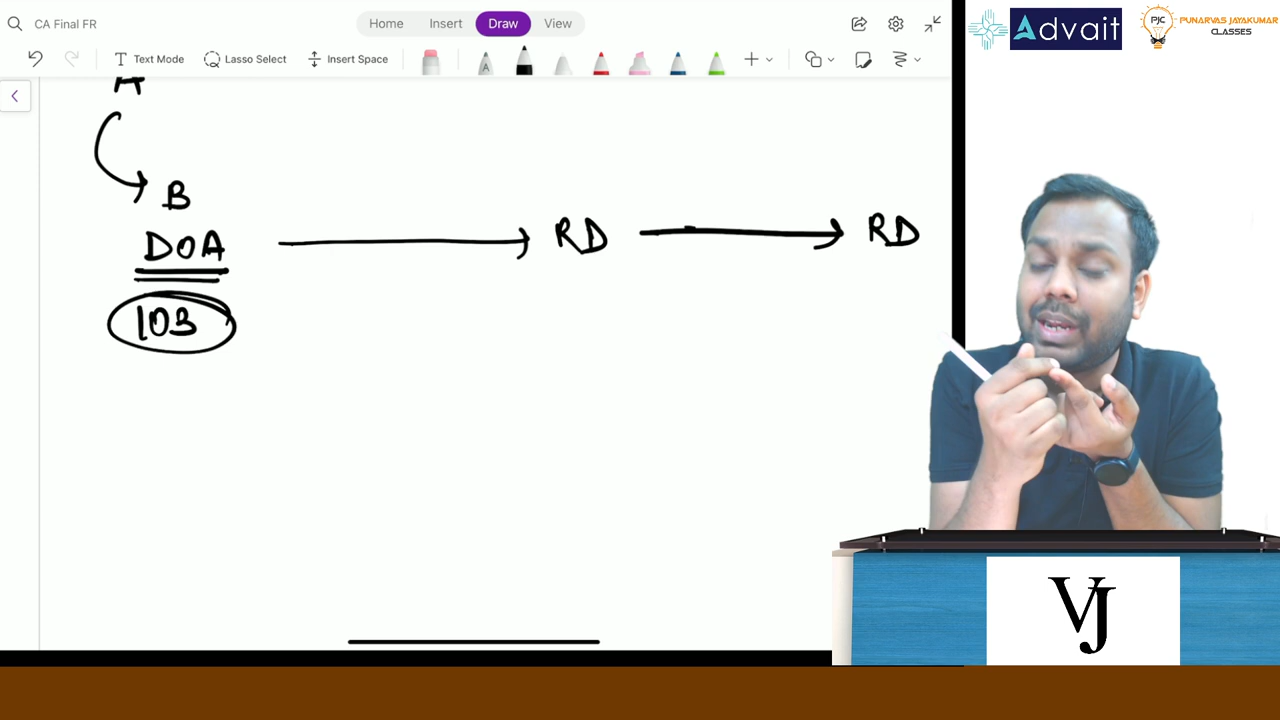 CA Final FR
Home Insert Draw View
Advait
PJC
PUNARVAS JAYAKUMAR
CLASSES
Text Mode Lasso Select Insert Space
A
A
B
DOA RD RD
103
VJ